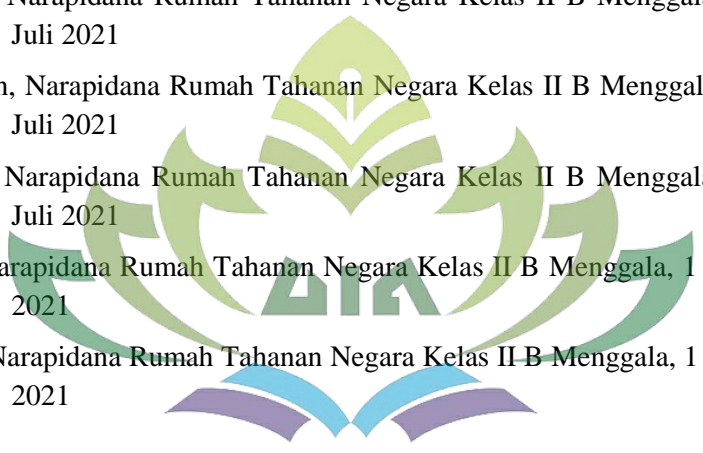 Narapidana Rumah Tahanan Negara Kelas II B Menggala
Juli 2021
n, Narapidana Rumah Tahanan Negara Kelas II B Menggal
Juli 2021
Narapidana Rumah Tahanan Negara Kelas II B Menggala
Juli 2021
arapidana Rumah Tahanan Negara Kelas II B Menggala, 1
2021
Narapidana Rumah Tahanan Negara Kelas II B Menggala, 1
2021